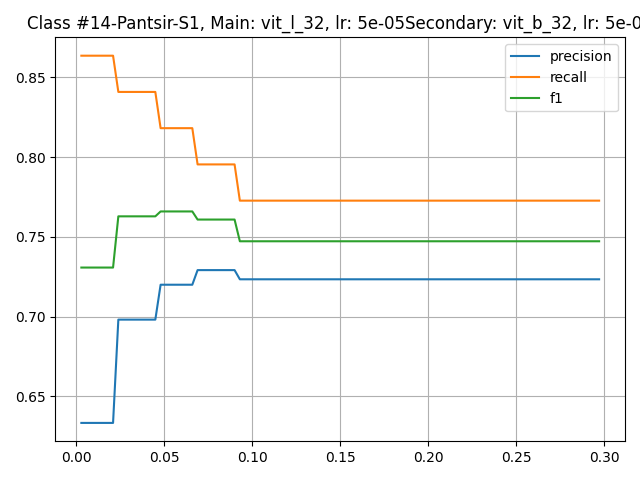 Class #14-Pantsir-S1, Main: vit_l_32, lr: 5e-05Secondary: vit_b_32, lr: 5e-0
precision
recall
f1
0.85
0.80
0.75
0.70
0.65
0.00 0.05 0.10 0.15 0.20 0.25 0.30